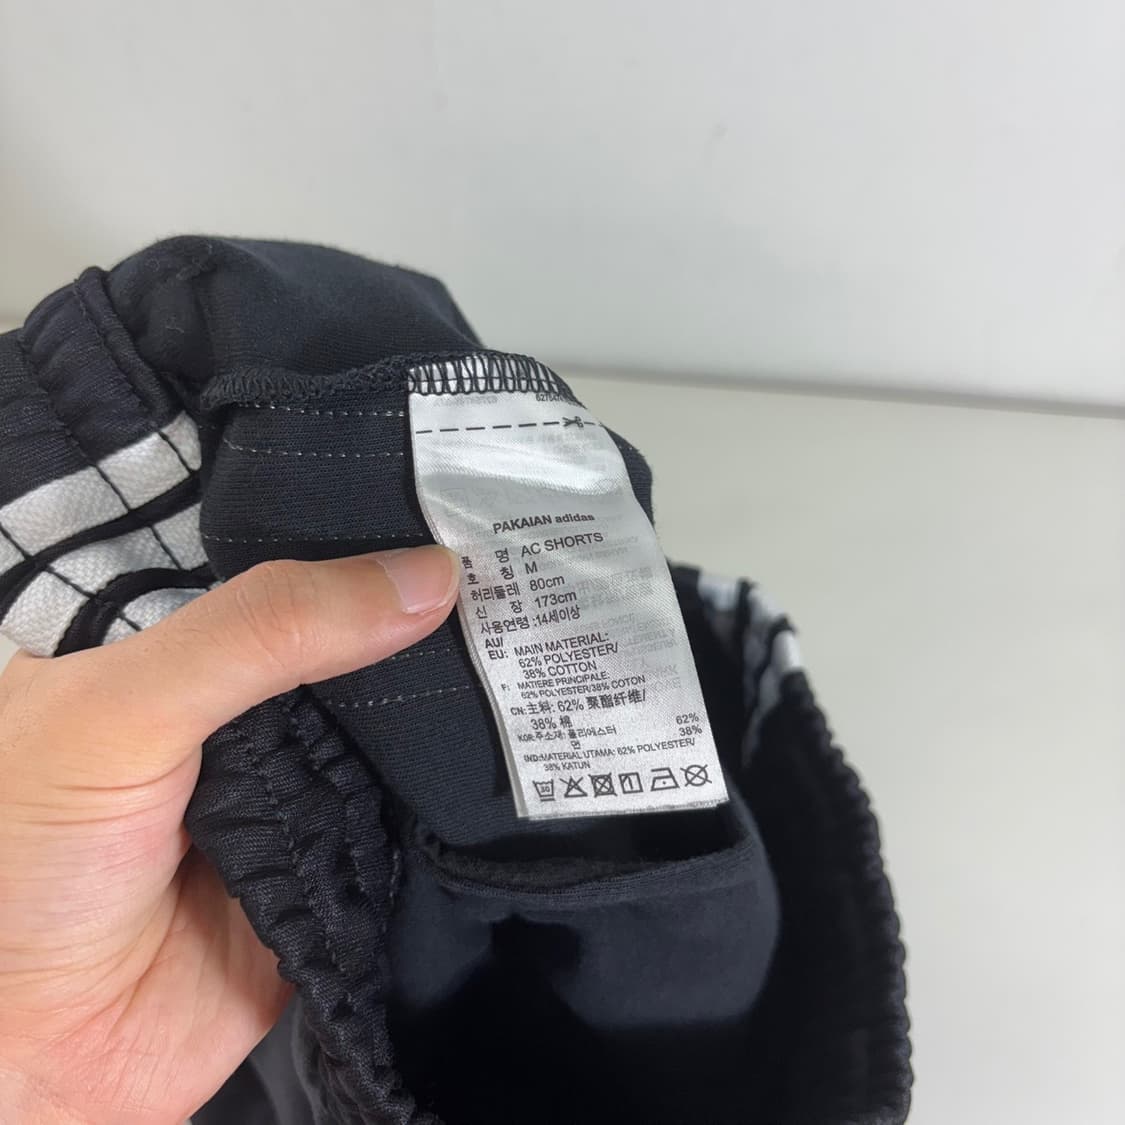 PAKAIAN adidas
품 명 AC SHORTS
호 칭 M
허리둘레 80cm
신 장 173cm
사용연령 :14세이상
AU/
EU: MAIN MATERIAL:
62% POLYESTER/
38% COTTON
F: MATIERE PRINCIPALE:
62% POLYESTER/38% COTON
CN: 主料: 62% 聚酯纤维/
38% 棉
KOR: 주소재: 폴리에스터 62%
면 38%
IND:MATERIAL UTAMA: 62% POLYESTER/
38% KATUN
30